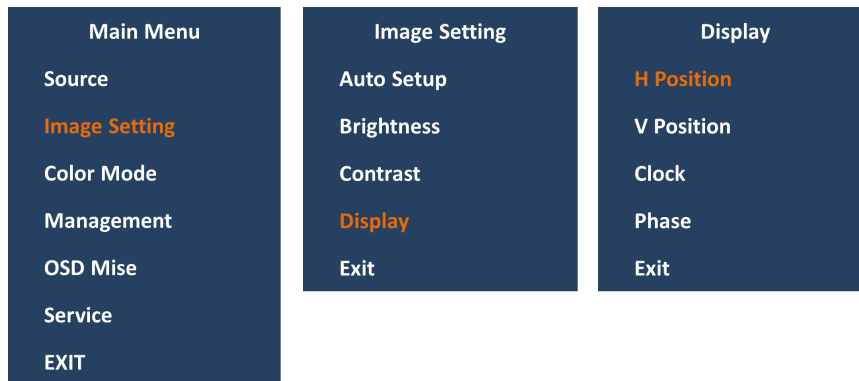 Main Menu
Source
Image Setting
Color Mode
Management
OSD Mise
Service
EXIT
Image Setting
Auto Setup
Brightness
Contrast
Display
Exit
Display
H Position
V Position
Clock
Phase
Exit